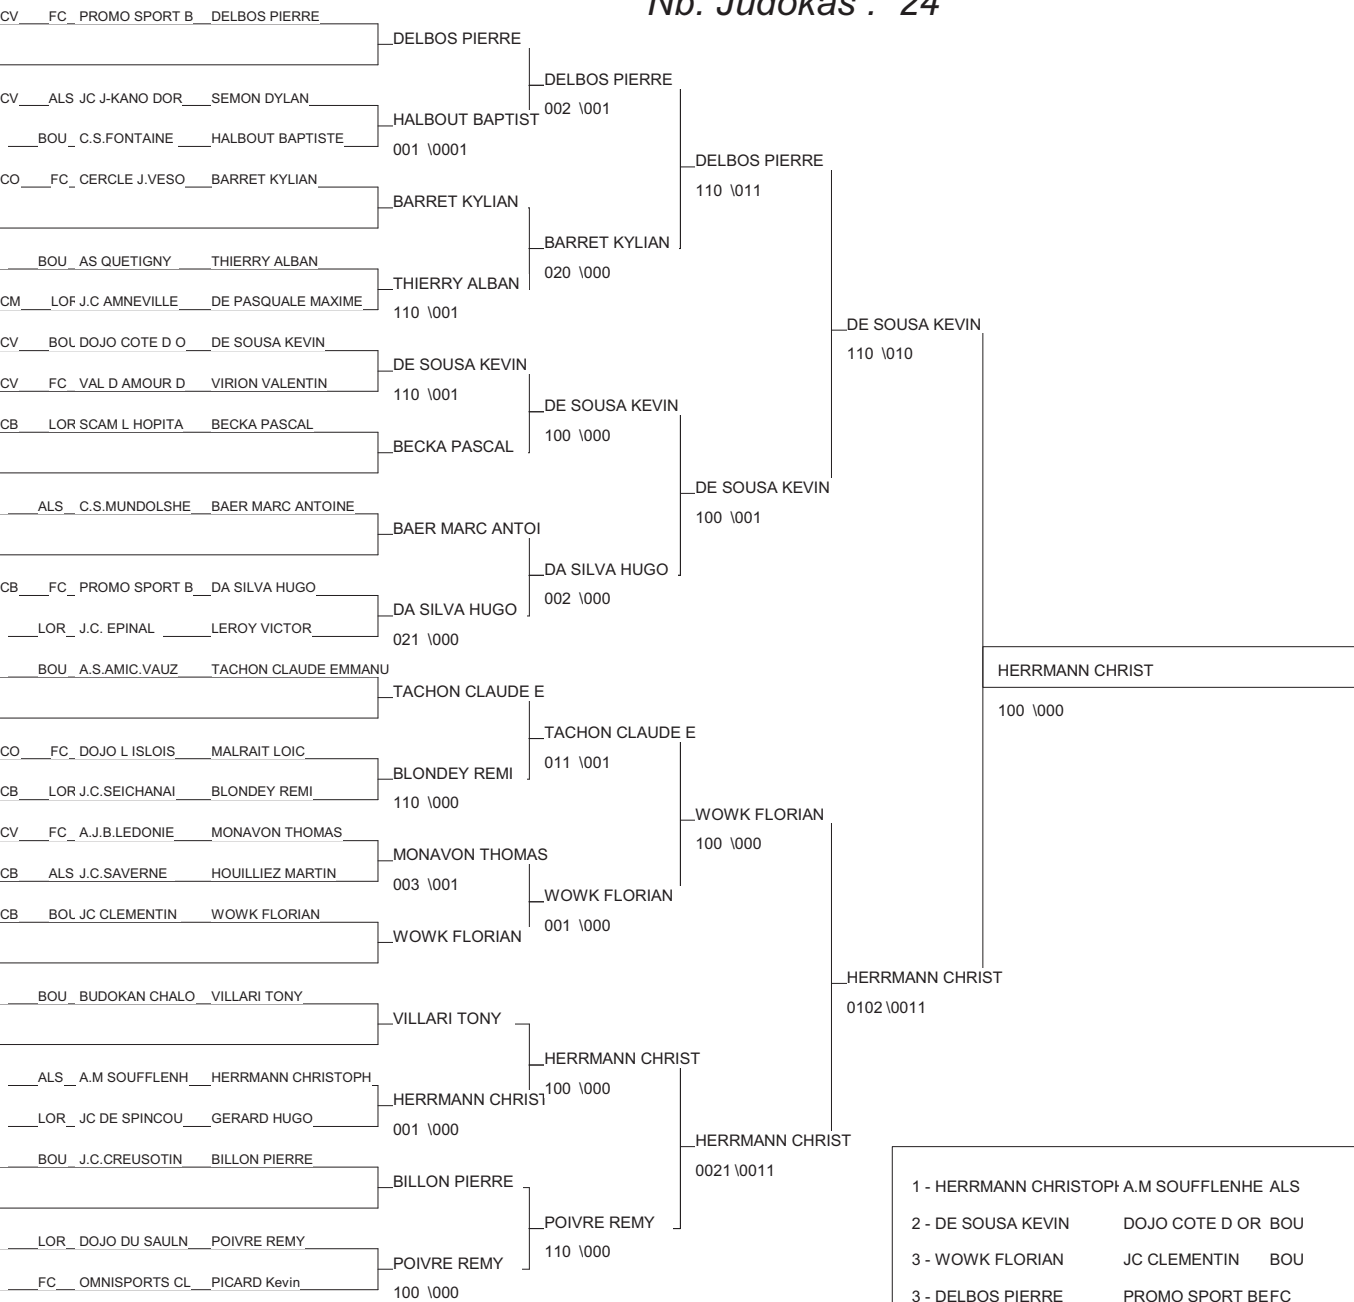 Nb. Judokas : 24
CV FC PROMO SPORT B DELBOS PIERRE
DELBOS PIERRE
DELBOS PIERRE
002 \001
CV ALS JC J-KANO DOR SEMON DYLAN
HALBOUT BAPTIST
001 \0001
BOU C.S.FONTAINE HALBOUT BAPTISTE
DELBOS PIERRE
110 \011
CO FC CERCLE J.VESO BARRET KYLIAN
BARRET KYLIAN
BARRET KYLIAN
020 \000
BOU AS QUETIGNY THIERRY ALBAN
THIERRY ALBAN
110 \001
CM LOR J.C AMNEVILLE DE PASQUALE MAXIME
DE SOUSA KEVIN
110 \010
CV BOU DOJO COTE D O DE SOUSA KEVIN
DE SOUSA KEVIN
110 \001
CV FC VAL D AMOUR D VIRION VALENTIN
DE SOUSA KEVIN
100 \000
CB LOR SCAM L HOPITA BECKA PASCAL
BECKA PASCAL
DE SOUSA KEVIN
100 \001
ALS C.S.MUNDOLSHE BAER MARC ANTOINE
BAER MARC ANTOI
DA SILVA HUGO
002 \000
CB FC PROMO SPORT B DA SILVA HUGO
DA SILVA HUGO
021 \000
LOR J.C. EPINAL LEROY VICTOR
HERRMANN CHRIST
100 \000
BOU A.S.AMIC.VAUZ TACHON CLAUDE EMMANU
TACHON CLAUDE E
TACHON CLAUDE E
011 \001
CO FC DOJO L ISLOIS MALRAIT LOIC
BLONDEY REMI
110 \000
CB LOR J.C.SEICHANAI BLONDEY REMI
WOWK FLORIAN
100 \000
CV FC A.J.B.LEDONIE MONAVON THOMAS
MONAVON THOMAS
003 \001
CB ALS J.C.SAVERNE HOUILLIEZ MARTIN
WOWK FLORIAN
001 \000
CB BOU JC CLEMENTIN WOWK FLORIAN
WOWK FLORIAN
HERRMANN CHRIST
0102 \0011
BOU BUDOKAN CHALO VILLARI TONY
VILLARI TONY
HERRMANN CHRIST
100 \000
ALS A.M SOUFFLENH HERRMANN CHRISTOPH
HERRMANN CHRIST
001 \000
LOR JC DE SPINCOU GERARD HUGO
HERRMANN CHRIST
0021 \0011
BOU J.C.CREUSOTIN BILLON PIERRE
BILLON PIERRE
POIVRE REMY
110 \000
LOR DOJO DU SAULN POIVRE REMY
POIVRE REMY
100 \000
FC OMNISPORTS CL PICARD Kevin
1 - HERRMANN CHRISTOPH A.M SOUFFLENHE ALS
2 - DE SOUSA KEVIN DOJO COTE D OR BOU
3 - WOWK FLORIAN JC CLEMENTIN BOU
3 - DELBOS PIERRE PROMO SPORT BE FC